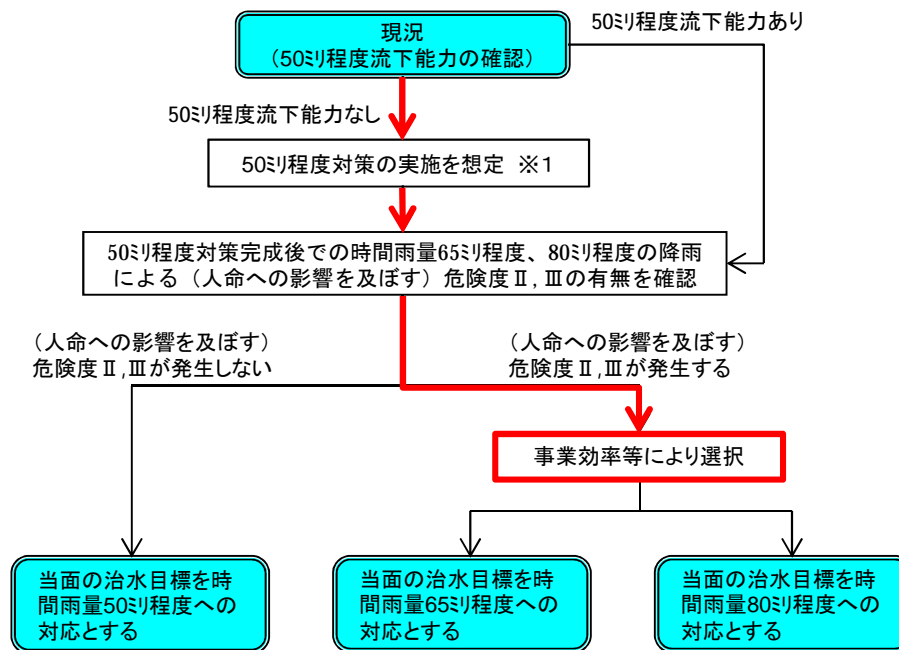 50ミリ程度流下能力あり
現況
（50ミリ程度流下能力の確認）
50ミリ程度流下能力なし
50ミリ程度対策の実施を想定 ※1
50ミリ程度対策完成後での時間雨量65ミリ程度、80ミリ程度の降雨
による（人命への影響を及ぼす）危険度Ⅱ,Ⅲの有無を確認
（人命への影響を及ぼす）
危険度Ⅱ,Ⅲが発生しない
（人命への影響を及ぼす）
危険度Ⅱ,Ⅲが発生する
事業効率等により選択
当面の治水目標を時
間雨量50ミリ程度への
対応とする
当面の治水目標を時
間雨量65ミリ程度への
対応とする
当面の治水目標を時
間雨量80ミリ程度への
対応とする